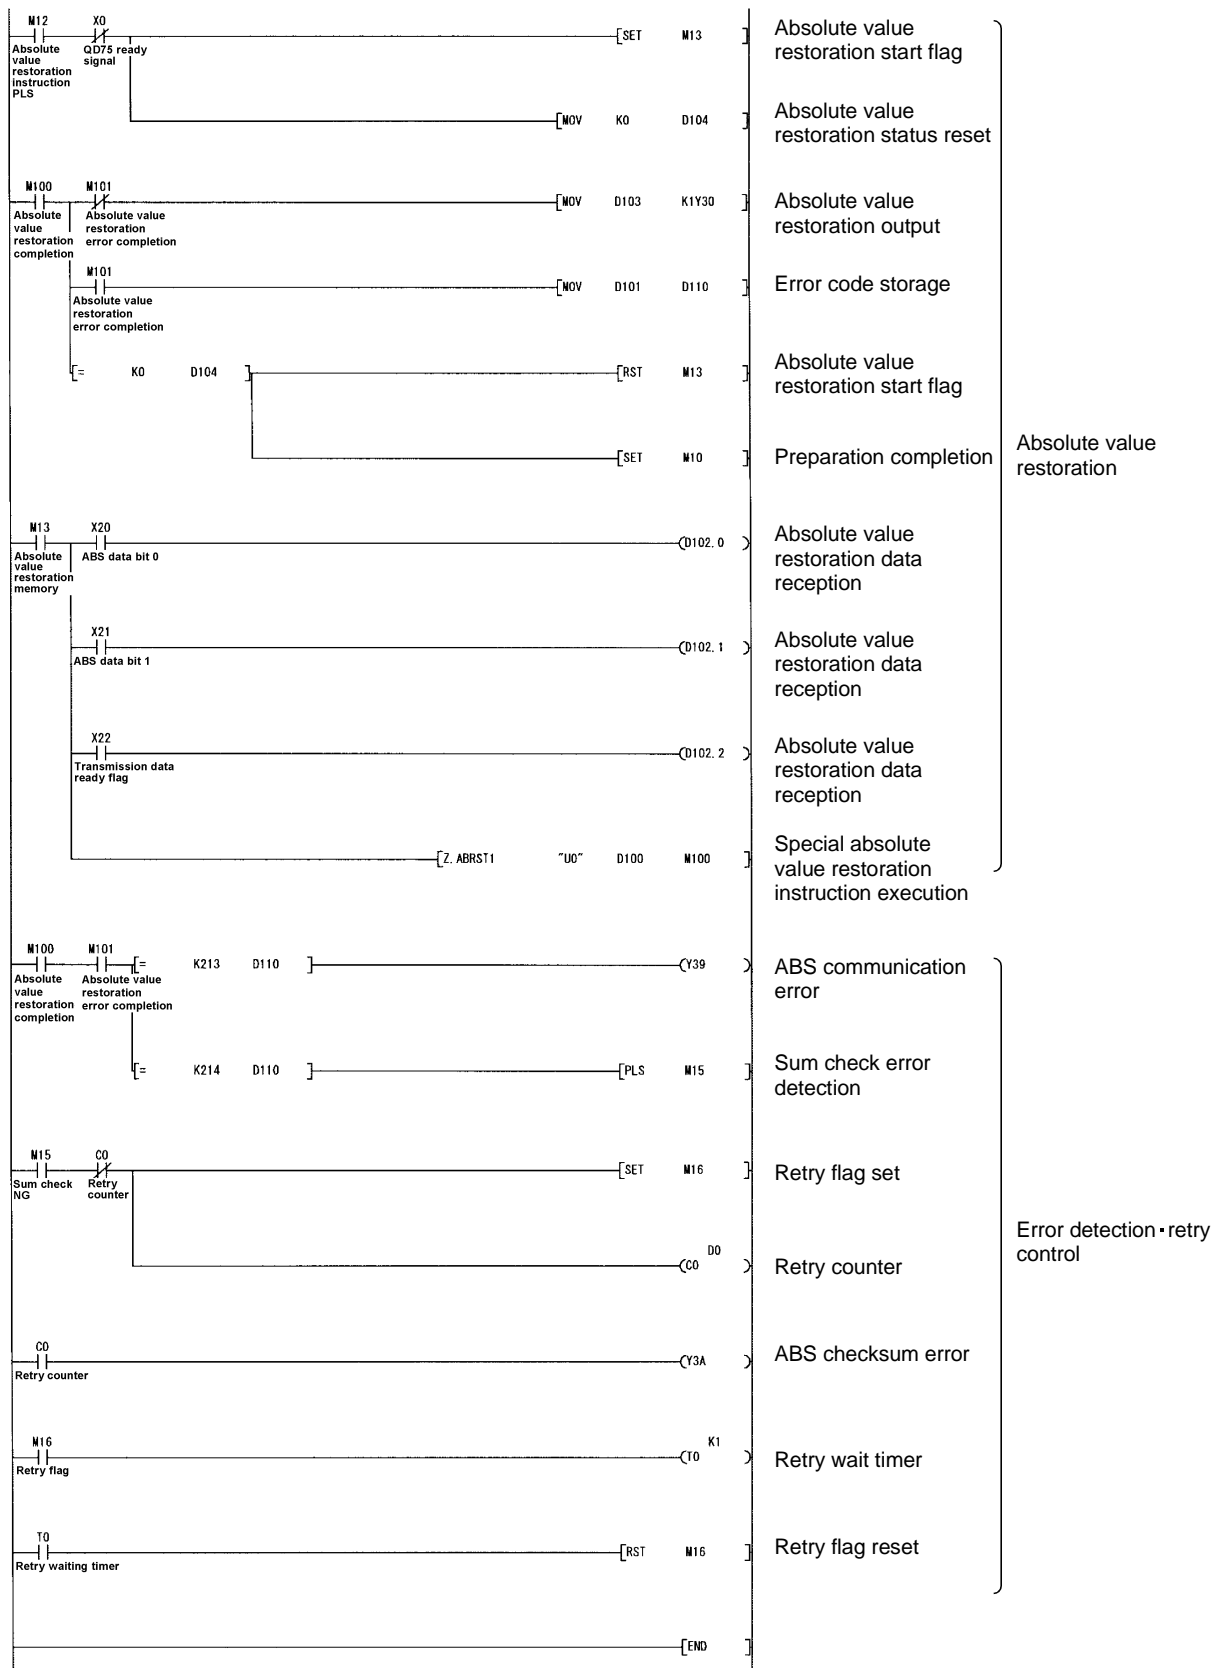 M12 X0 [SET M13 ] Absolute value
restoration start flag
Absolute
value
restoration
instruction
PLS
QD75 ready
signal
[MOV K0 D104 ] Absolute value
restoration status reset
M100 M101 [MOV D103 K1Y30 ] Absolute value
restoration output
Absolute
value
restoration
completion
Absolute value
restoration
error completion
M101 [MOV D101 D110 ] Error code storage
Absolute value
restoration
error completion
[= K0 D104 ] [RST M13 ] Absolute value
restoration start flag
[SET M10 ] Preparation completion
Absolute value
restoration
M13 X20 (D102.0 ) Absolute value
restoration data
reception
Absolute
value
restoration
memory
ABS data bit 0
X21 (D102.1 ) Absolute value
restoration data
reception
ABS data bit 1
X22 (D102.2 ) Absolute value
restoration data
reception
Transmission data
ready flag
[Z.ABRST1 "U0" D100 M100 ] Special absolute
value restoration
instruction execution
M100 M101 [= K213 D110 ] (Y39 ) ABS communication
error
Absolute
value
restoration
completion
Absolute value
restoration
error completion
[= K214 D110 ] [PLS M15 ] Sum check error
detection
M15 C0 [SET M16 ] Retry flag set
Sum check
NG
Retry
counter
D0
(C0 ) Retry counter
Error detection・retry
control
C0 (Y3A ) ABS checksum error
Retry counter
M16 K1
(T0 ) Retry wait timer
Retry flag
T0 [RST M16 ] Retry flag reset
Retry waiting timer
[END ]